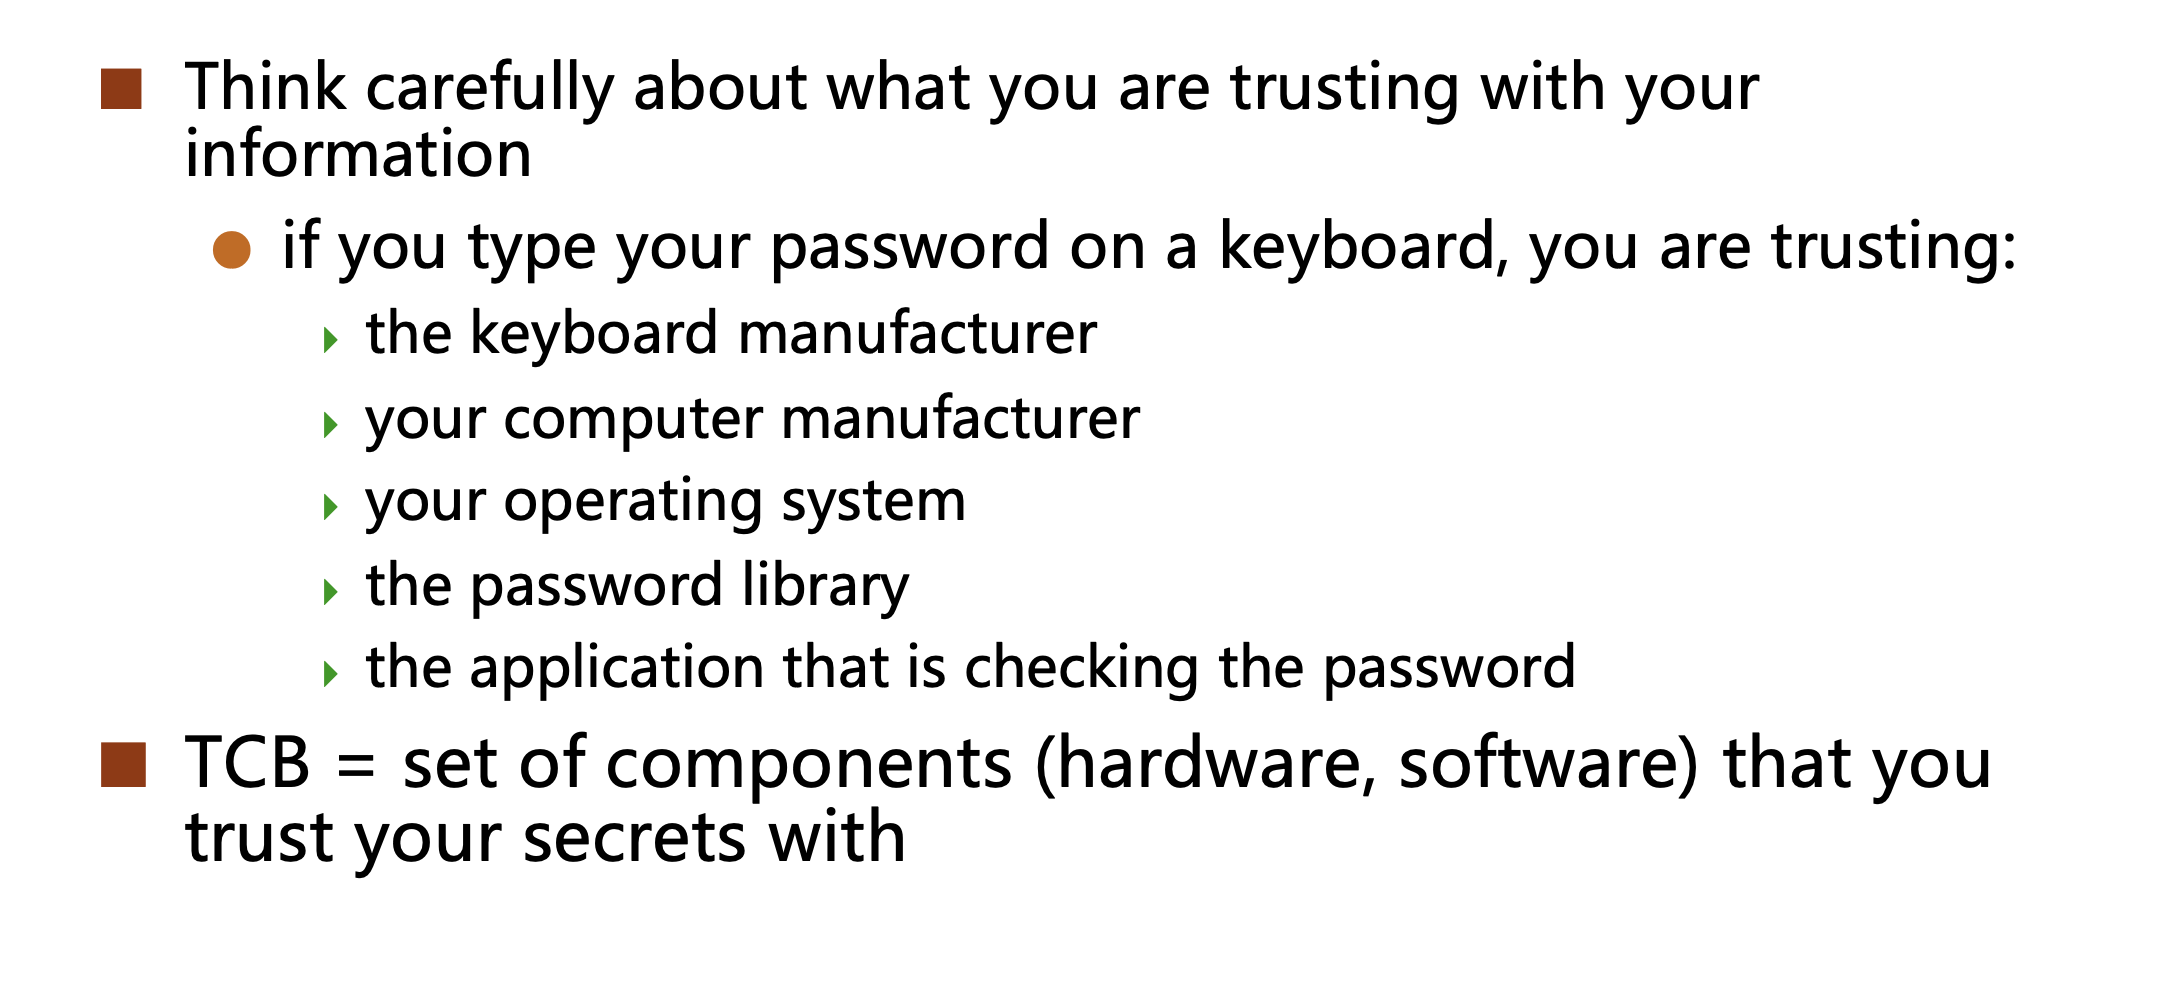 Think carefully about what you are trusting with your
information
if you type your password on a keyboard, you are trusting:
the keyboard manufacturer
your computer manufacturer
your operating system
the password library
the application that is checking the password
TCB = set of components (hardware, software) that you
trust your secrets with